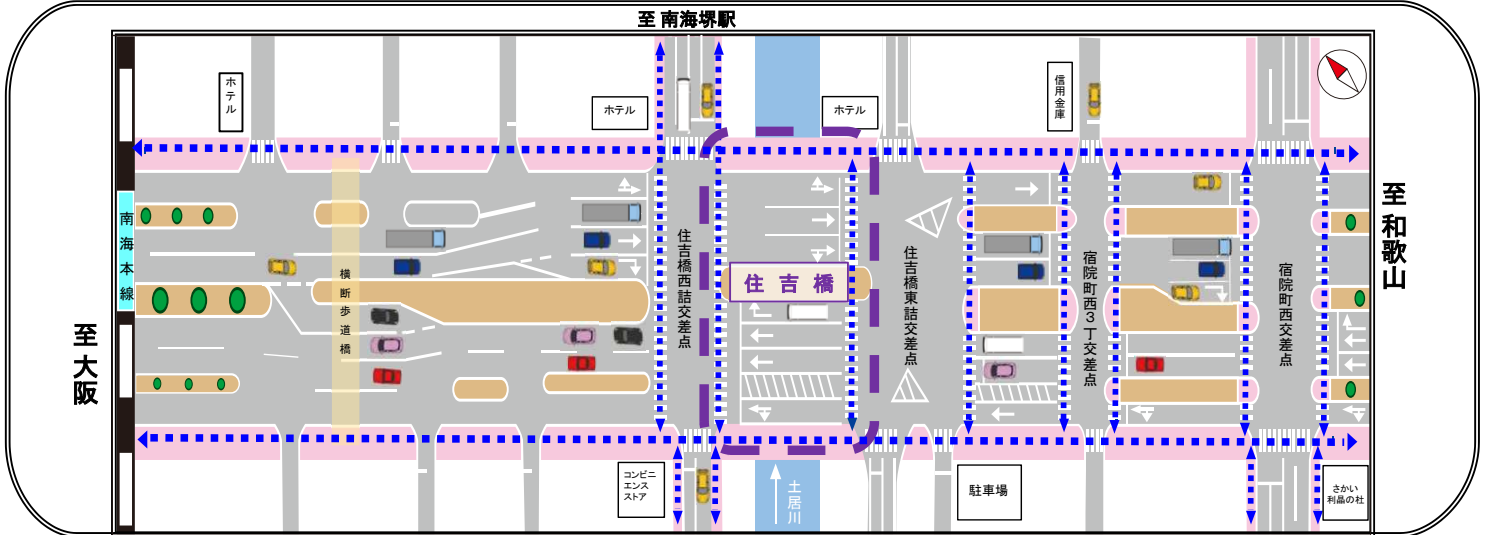 至 南海堺駅
ホテル
ホテル
ホテル
信用金庫
南海本線
横断歩道橋
住吉橋西詰交差点
住吉橋
住吉橋東詰交差点
宿院町西3丁交差点
宿院町西交差点
至 大阪
至 和歌山
コンビニ
エンス
ストア
土居川
駐車場
さかい
利晶の杜